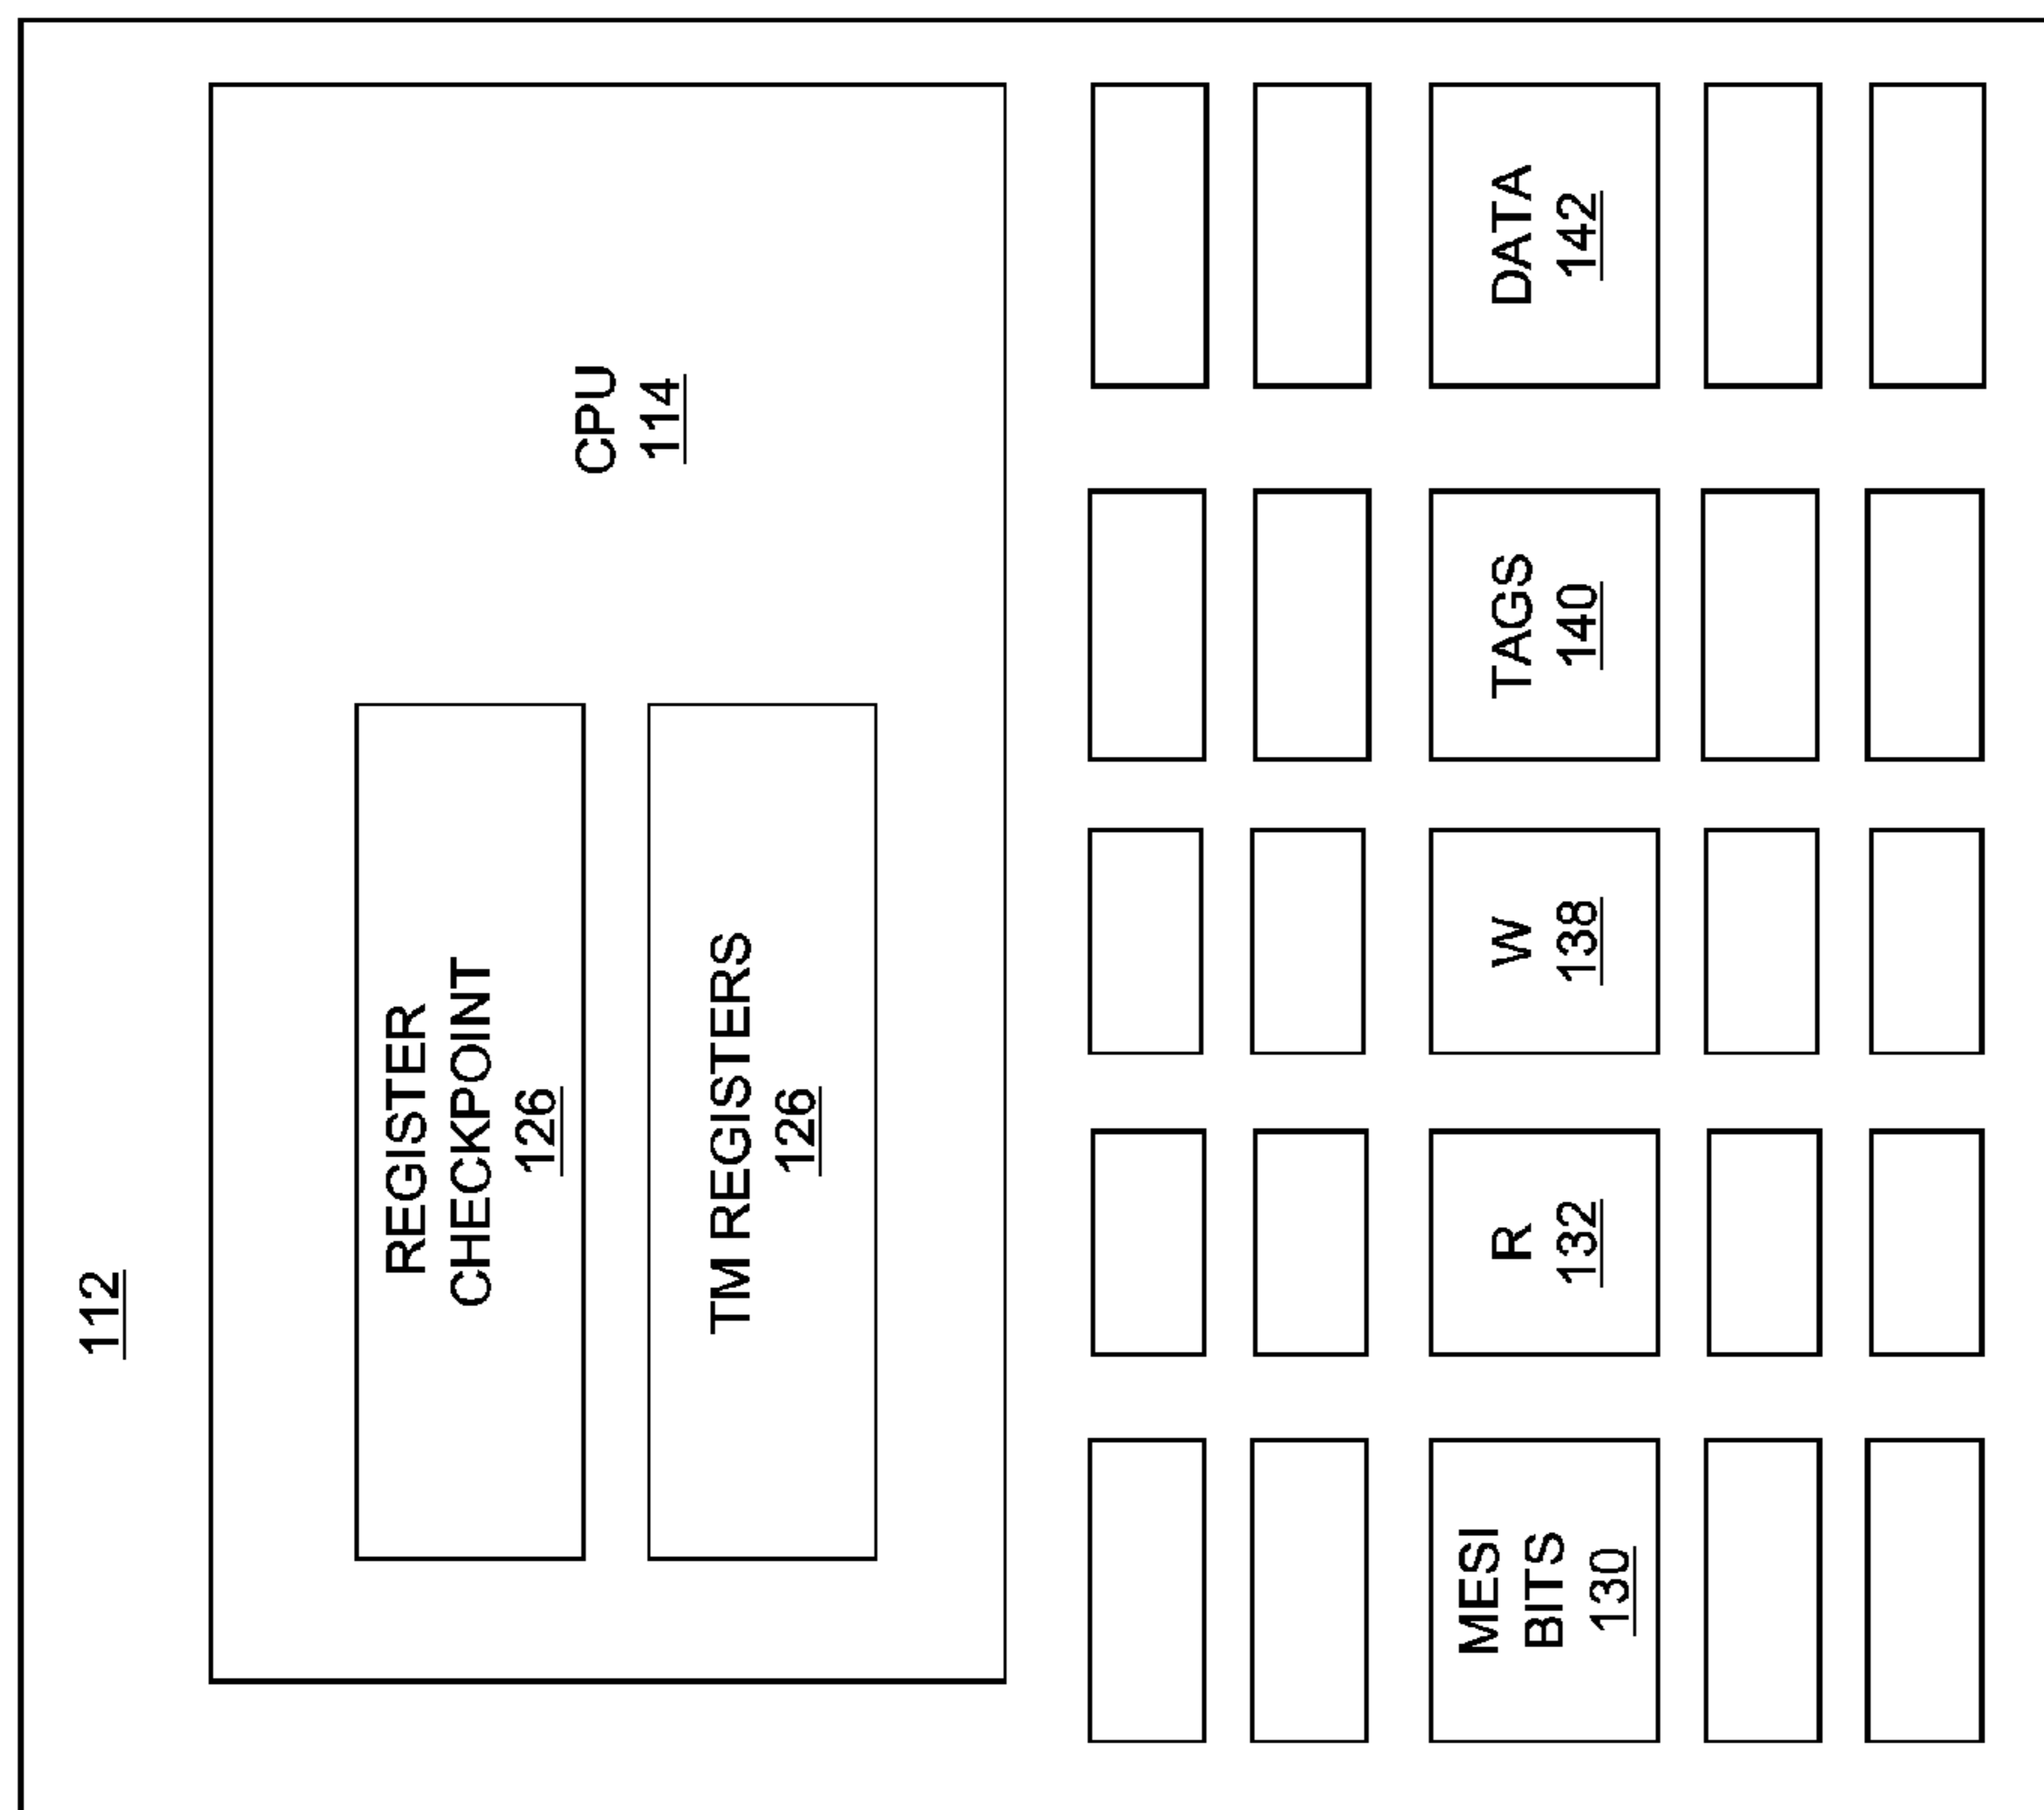 112
REGISTER
CHECKPOINT
126
TM REGISTERS
126
CPU
114
MESI
BITS
130
R
132
W
138
TAGS
140
DATA
142